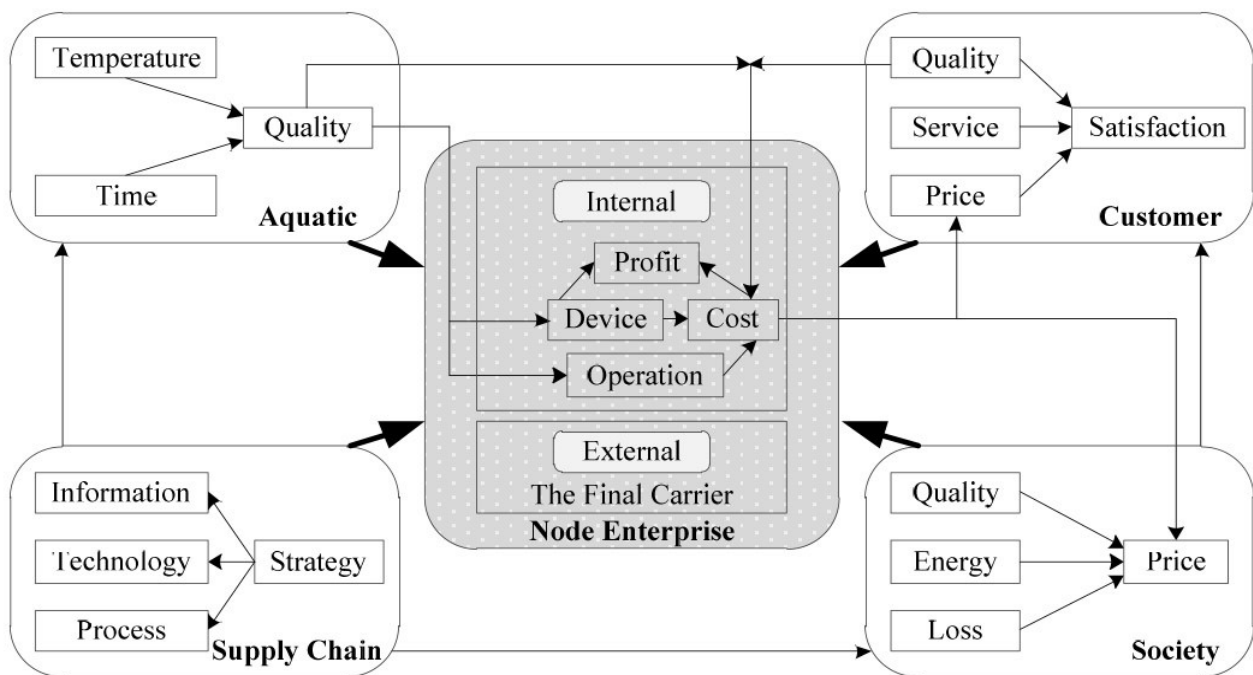 Temperature
Quality
Time
Aquatic
Quality
Service
Satisfaction
Price
Customer
Internal
Profit
Device
Cost
Operation
External
The Final Carrier
Node Enterprise
Information
Technology
Strategy
Process
Supply Chain
Quality
Energy
Price
Loss
Society